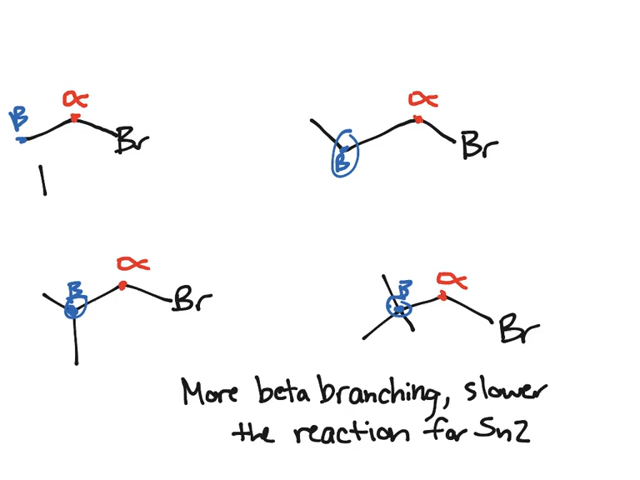 α
B
Br
α
B
Br
α
B
Br
α
B
Br
More beta branching, slower
the reaction for Sn2